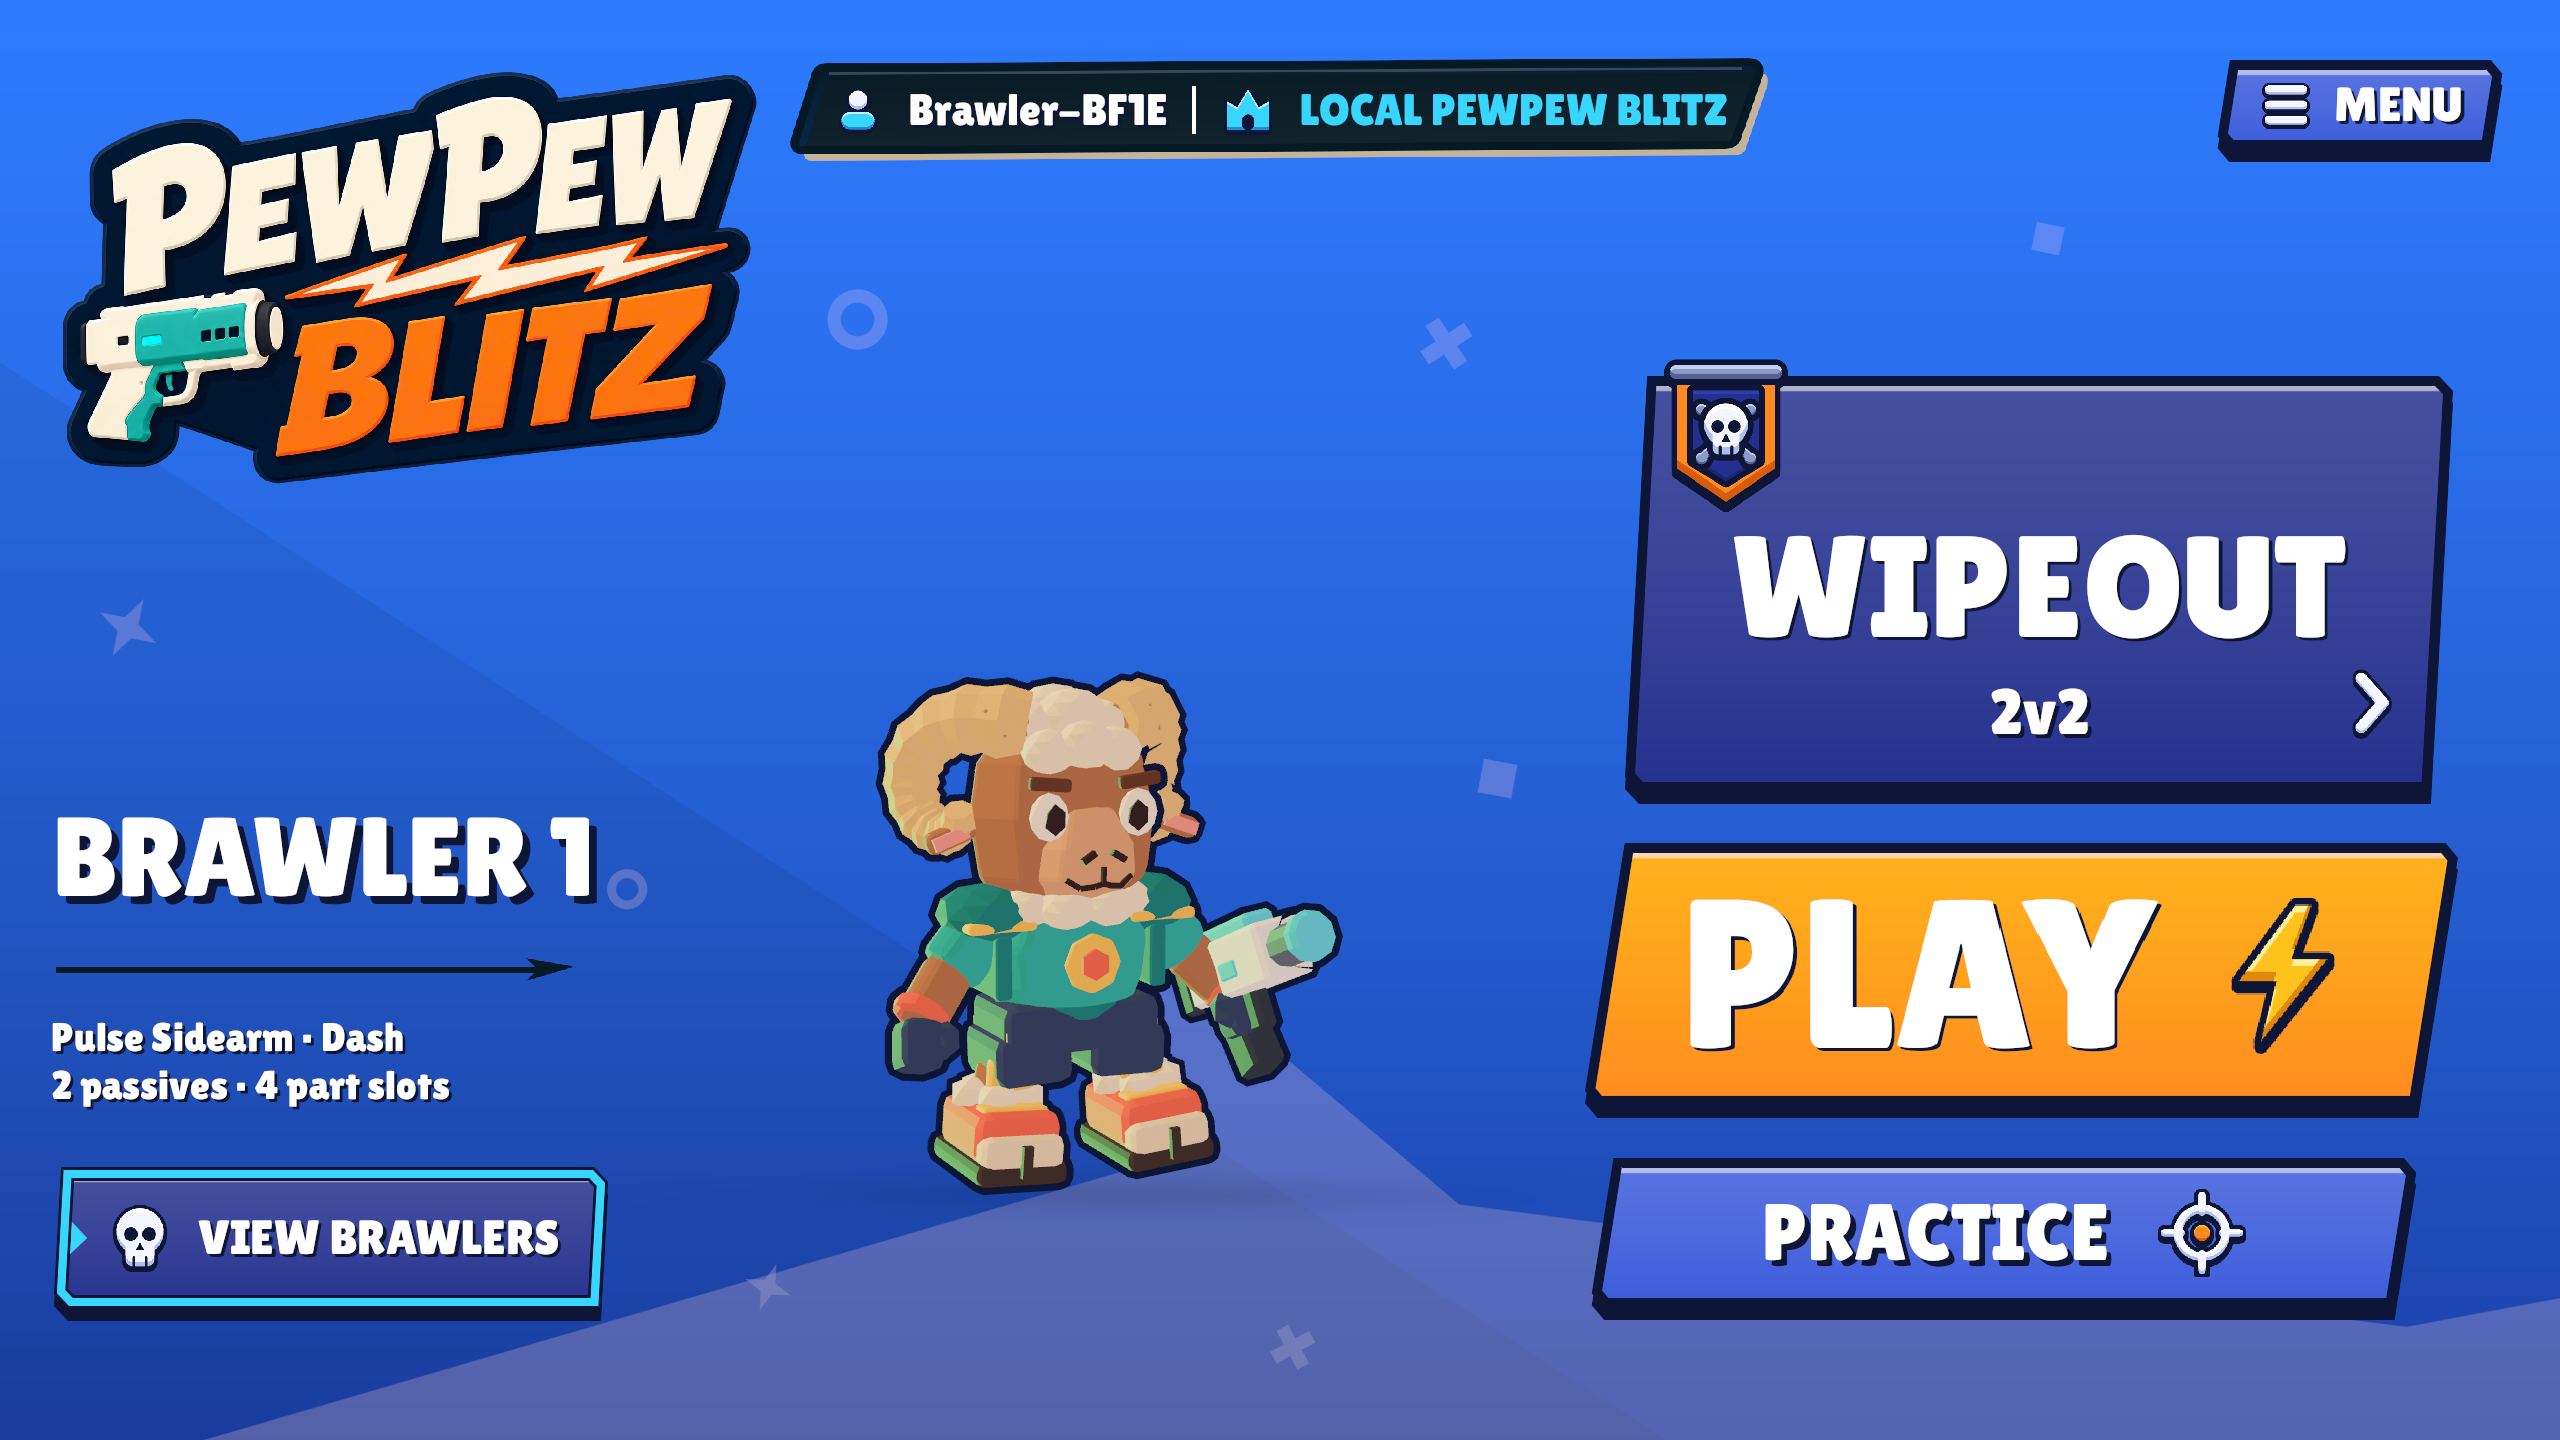 PEWPEW
BLITZ
Brawler-BF1E
LOCAL PEWPEW BLITZ
MENU
WIPEOUT
2v2
BRAWLER 1
Pulse Sidearm · Dash
2 passives · 4 part slots
VIEW BRAWLERS
PLAY
PRACTICE